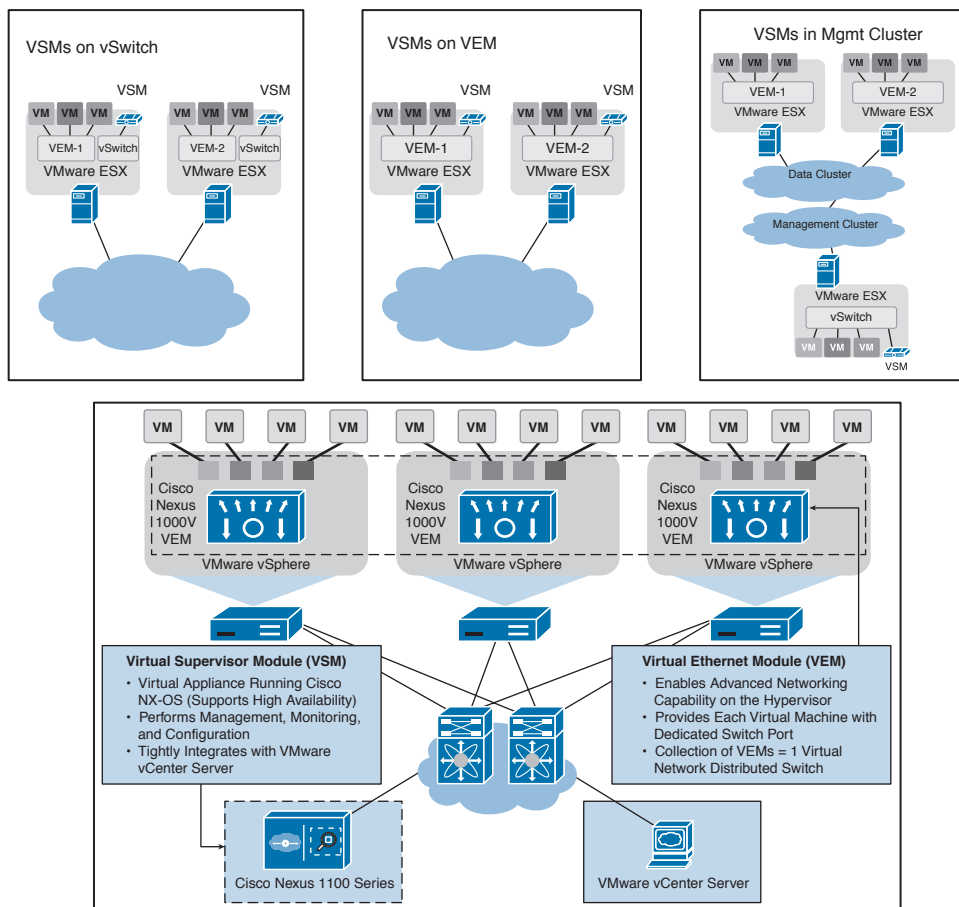 VSMs on vSwitch
VSM
VSM
VM VM VM
VM VM VM
VEM-1 vSwitch
VEM-2 vSwitch
VMware ESX
VMware ESX
VSMs on VEM
VSM
VSM
VM VM VM
VM VM VM
VEM-1
VEM-2
VMware ESX
VMware ESX
VSMs in Mgmt Cluster
VM VM VM
VM VM VM
VEM-1
VEM-2
VMware ESX
VMware ESX
Data Cluster
Management Cluster
VMware ESX
vSwitch
VM VM VM
VSM
VM VM VM VM
VM VM VM VM
VM VM VM VM
Cisco
Nexus
1000V
VEM
Cisco
Nexus
1000V
VEM
Cisco
Nexus
1000V
VEM
VMware vSphere
VMware vSphere
VMware vSphere
Virtual Supervisor Module (VSM)
• Virtual Appliance Running Cisco
NX-OS (Supports High Availability)
• Performs Management, Monitoring,
and Configuration
• Tightly Integrates with VMware
vCenter Server
Virtual Ethernet Module (VEM)
• Enables Advanced Networking
Capability on the Hypervisor
• Provides Each Virtual Machine with
Dedicated Switch Port
• Collection of VEMs = 1 Virtual
Network Distributed Switch
Cisco Nexus 1100 Series
VMware vCenter Server